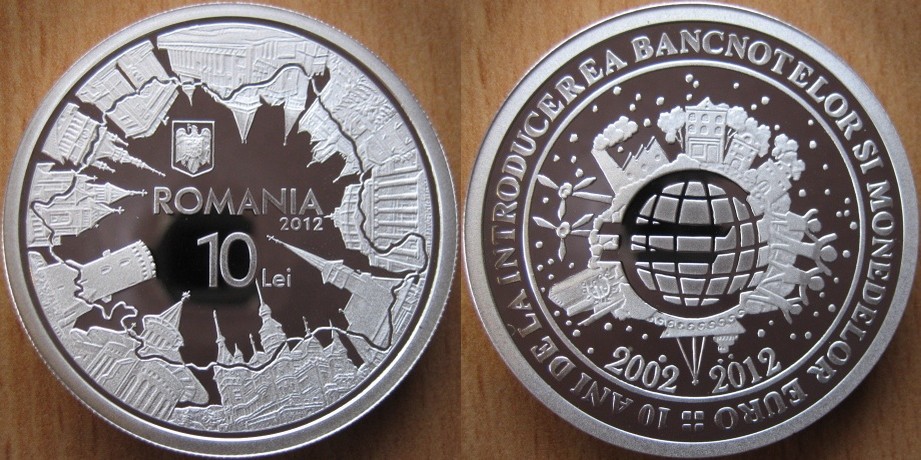 ROMANIA
2012
10 Lei
10 ANI DE LA INTRODUCEREA BANCNOTELOR SI MONEDELOR EURO
2002 2012